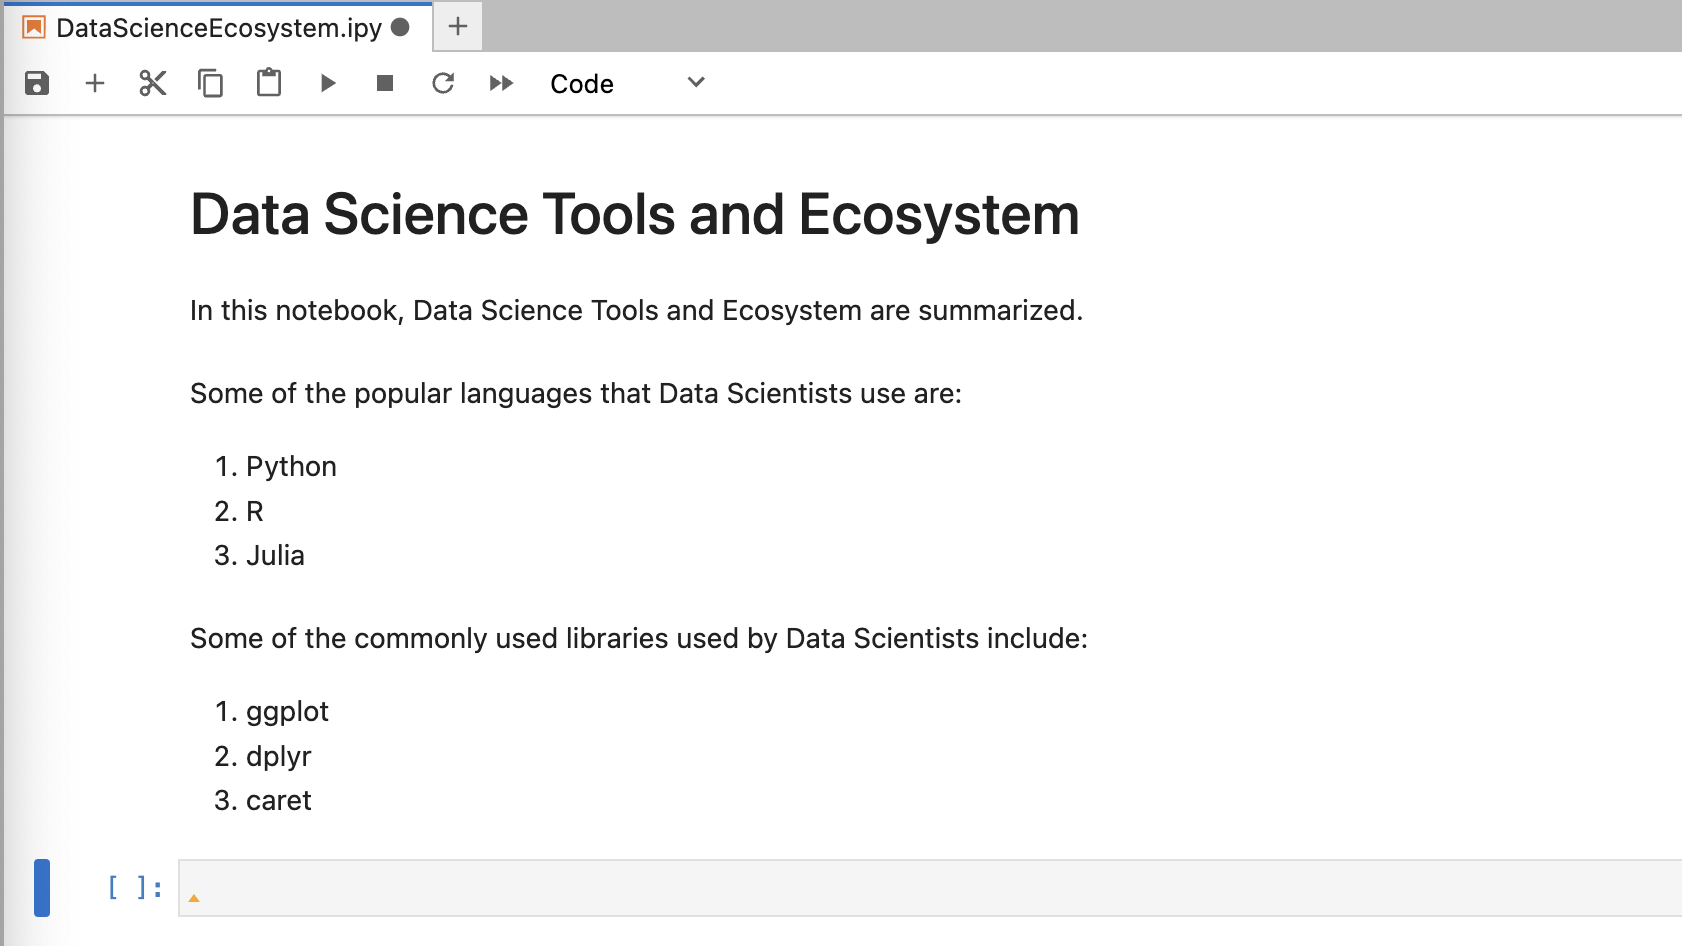 DataScienceEcosystem.ipy
Code
Data Science Tools and Ecosystem
In this notebook, Data Science Tools and Ecosystem are summarized.
Some of the popular languages that Data Scientists use are:
1. Python
2. R
3. Julia
Some of the commonly used libraries used by Data Scientists include:
1. ggplot
2. dplyr
3. caret
[ ]: